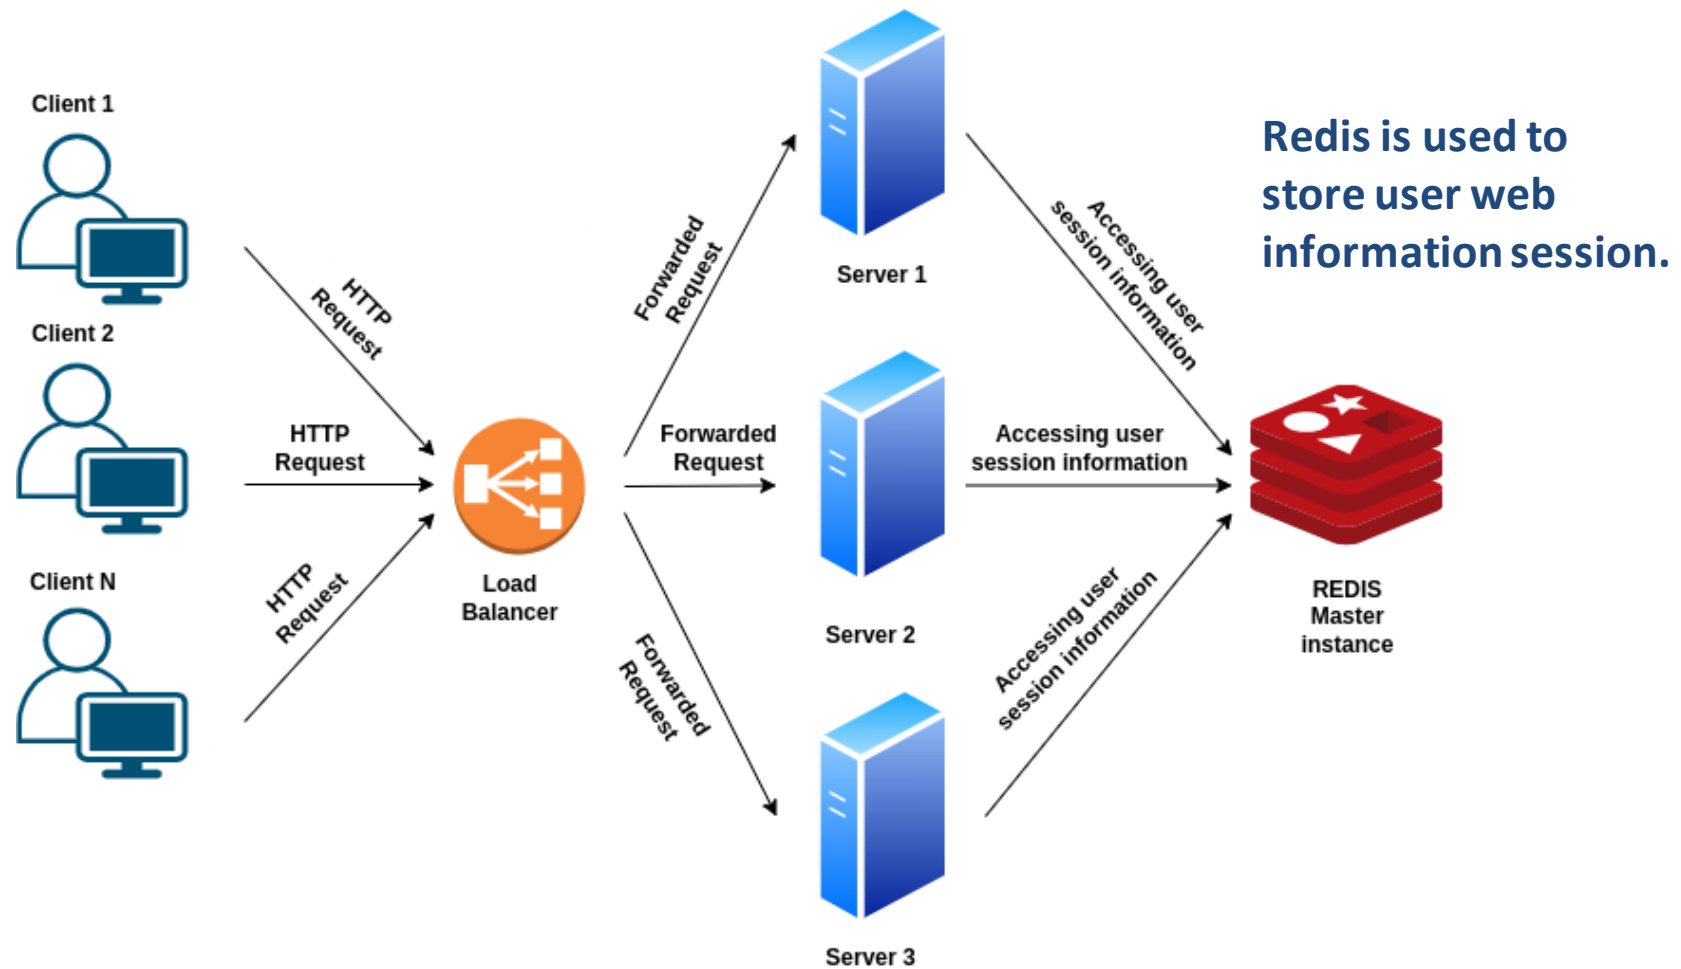 Client 1
HTTP
Request
Client 2
HTTP
Request
Client N
HTTP
Request
Load
Balancer
Forwarded
Request
Forwarded
Request
Forwarded
Request
Server 1
Server 2
Server 3
Accessing user
session information
Accessing user
session information
Accessing user
session information
Redis is used to
store user web
information session.
REDIS
Master
instance